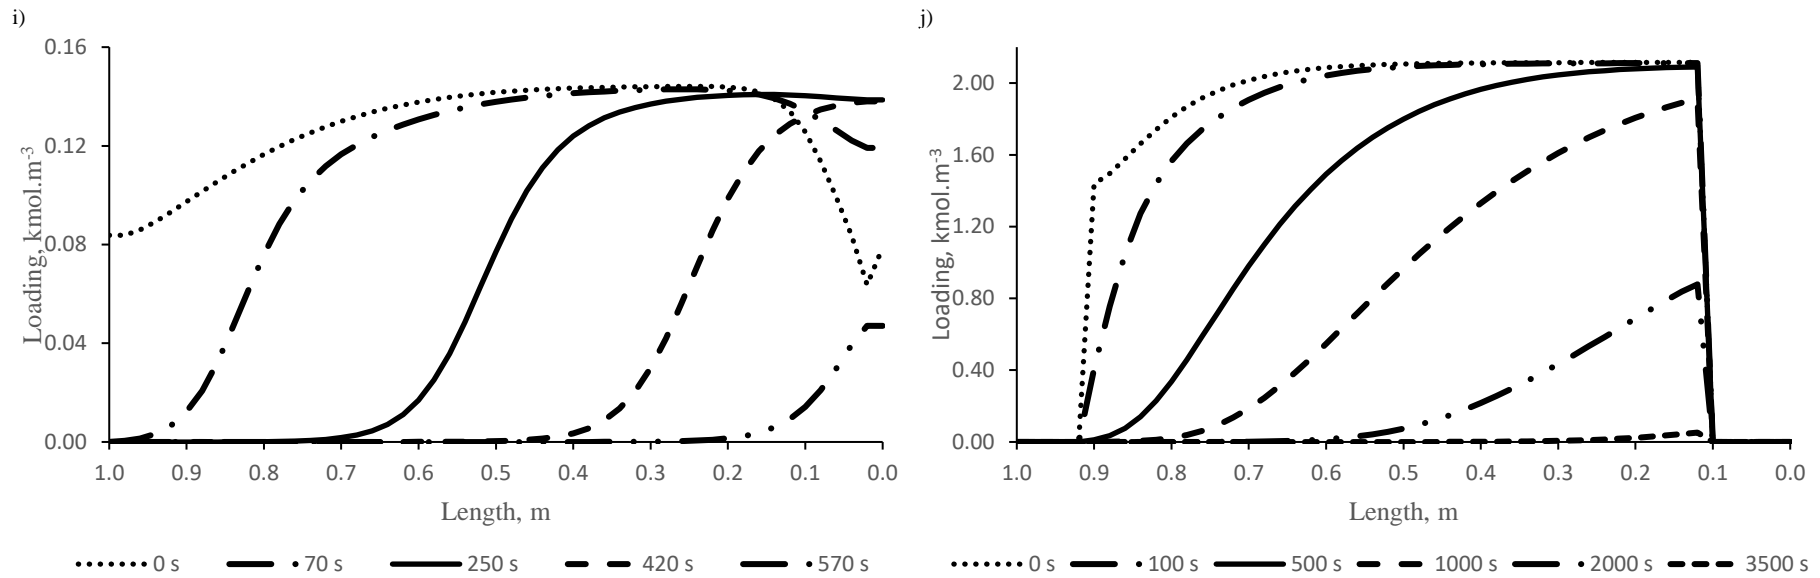 i)
0.16
0.12
0.08
0.04
0.00
Loading, kmol.m-3
1.0 0.9 0.8 0.7 0.6 0.5 0.4 0.3 0.2 0.1 0.0
Length, m
0 s 70 s 250 s 420 s 570 s
j)
2.00
1.60
1.20
0.80
0.40
0.00
Loading, kmol.m-3
1.0 0.9 0.8 0.7 0.6 0.5 0.4 0.3 0.2 0.1 0.0
Length, m
0 s 100 s 500 s 1000 s 2000 s 3500 s